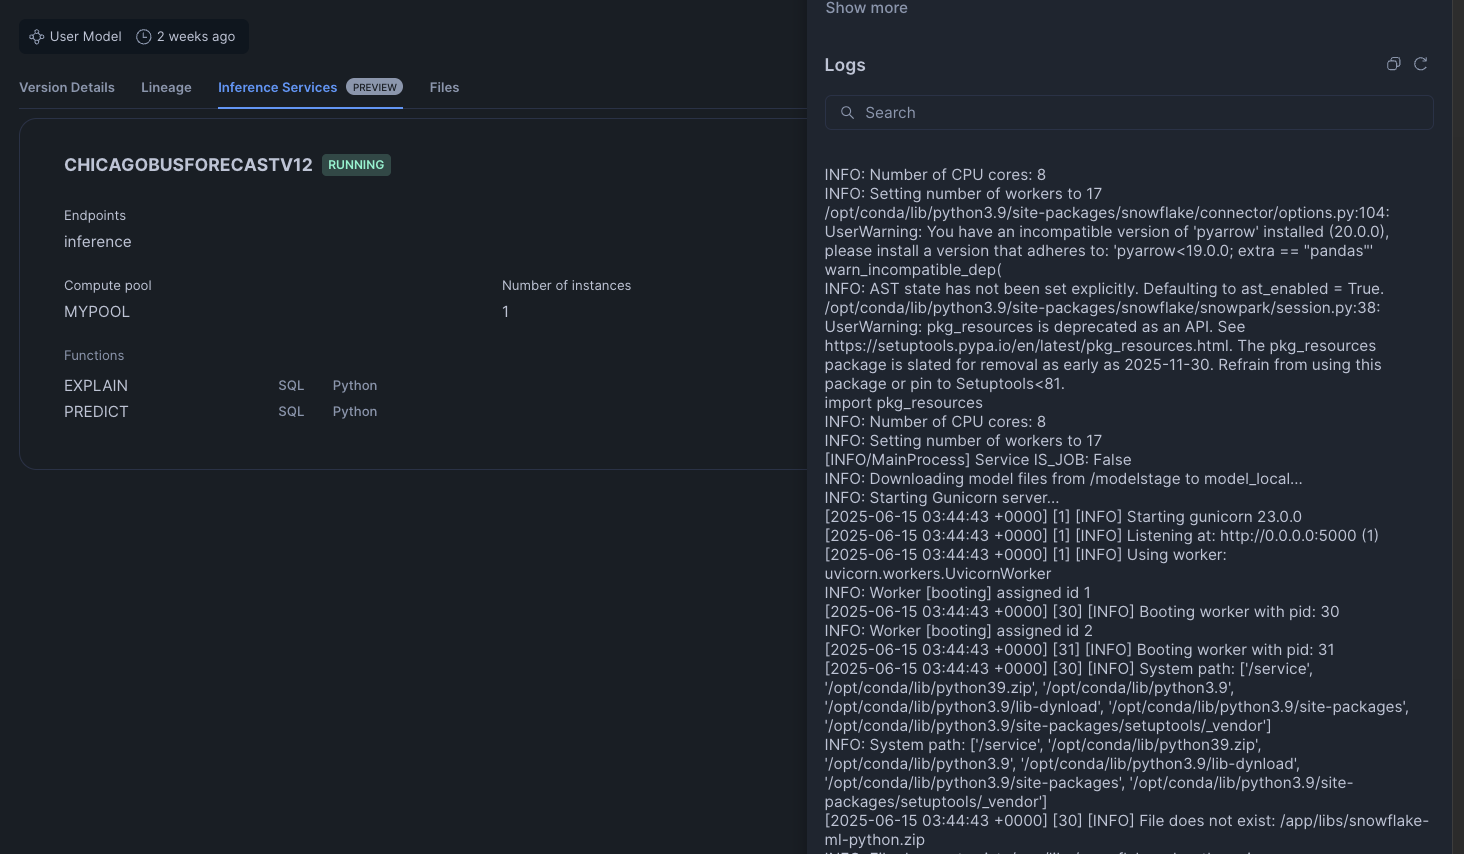 User Model 2 weeks ago
Version Details Lineage Inference Services PREVIEW Files
CHICAGOBUSFORECASTV12 RUNNING
Endpoints
inference
Compute pool Number of instances
MYPOOL 1
Functions
EXPLAIN SQL Python
PREDICT SQL Python
Show more
Logs
Search
INFO: Number of CPU cores: 8
INFO: Setting number of workers to 17
/opt/conda/lib/python3.9/site-packages/snowflake/connector/options.py:104:
UserWarning: You have an incompatible version of 'pyarrow' installed (20.0.0),
please install a version that adheres to: 'pyarrow<19.0.0; extra == "pandas"'
warn_incompatible_dep(
INFO: AST state has not been set explicitly. Defaulting to ast_enabled = True.
/opt/conda/lib/python3.9/site-packages/snowflake/snowpark/session.py:38:
UserWarning: pkg_resources is deprecated as an API. See
https://setuptools.pypa.io/en/latest/pkg_resources.html. The pkg_resources
package is slated for removal as early as 2025-11-30. Refrain from using this
package or pin to Setuptools<81.
import pkg_resources
INFO: Number of CPU cores: 8
INFO: Setting number of workers to 17
[INFO/MainProcess] Service IS_JOB: False
INFO: Downloading model files from /modelstage to model_local...
INFO: Starting Gunicorn server...
[2025-06-15 03:44:43 +0000] [1] [INFO] Starting gunicorn 23.0.0
[2025-06-15 03:44:43 +0000] [1] [INFO] Listening at: http://0.0.0.0:5000 (1)
[2025-06-15 03:44:43 +0000] [1] [INFO] Using worker:
uvicorn.workers.UvicornWorker
INFO: Worker [booting] assigned id 1
[2025-06-15 03:44:43 +0000] [30] [INFO] Booting worker with pid: 30
INFO: Worker [booting] assigned id 2
[2025-06-15 03:44:43 +0000] [31] [INFO] Booting worker with pid: 31
[2025-06-15 03:44:43 +0000] [30] [INFO] System path: ['/service',
'/opt/conda/lib/python39.zip', '/opt/conda/lib/python3.9',
'/opt/conda/lib/python3.9/lib-dynload', '/opt/conda/lib/python3.9/site-packages',
'/opt/conda/lib/python3.9/site-packages/setuptools/_vendor']
INFO: System path: ['/service', '/opt/conda/lib/python39.zip',
'/opt/conda/lib/python3.9', '/opt/conda/lib/python3.9/lib-dynload',
'/opt/conda/lib/python3.9/site-packages', '/opt/conda/lib/python3.9/site-
packages/setuptools/_vendor']
[2025-06-15 03:44:43 +0000] [30] [INFO] File does not exist: /app/libs/snowflake-
ml-python.zip